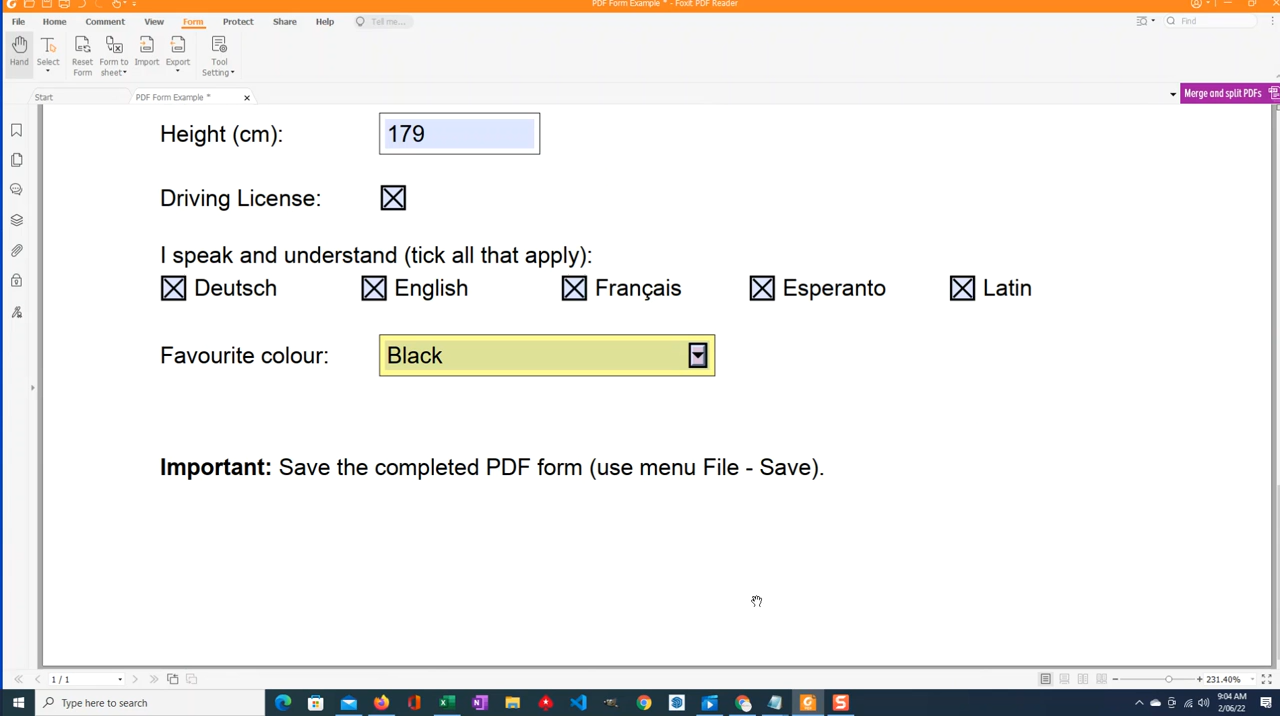 PDF Form Example * - Foxit PDF Reader
File Home Comment View Form Protect Share Help Tell me... Find
Hand Select Reset Form Form to sheet Import Export Tool Setting
Start PDF Form Example * Merge and split PDFs
Height (cm): 179
Driving License:
I speak and understand (tick all that apply):
Deutsch English Français Esperanto Latin
Favourite colour: Black
Important: Save the completed PDF form (use menu File - Save).
1 / 1 231.40%
Type here to search 9:04 AM
2/06/22